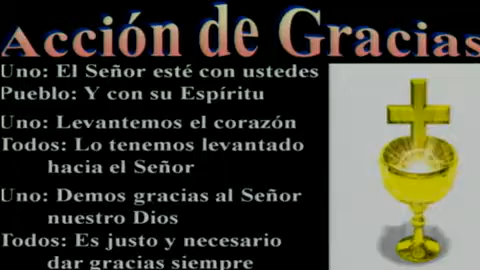 Acción de Gracias
Uno: El Señor esté con ustedes
Pueblo: Y con su Espíritu
Uno: Levantemos el corazón
Todos: Lo tenemos levantado
hacia el Señor
Uno: Demos gracias al Señor
nuestro Dios
Todos: Es justo y necesario
dar gracias siempre